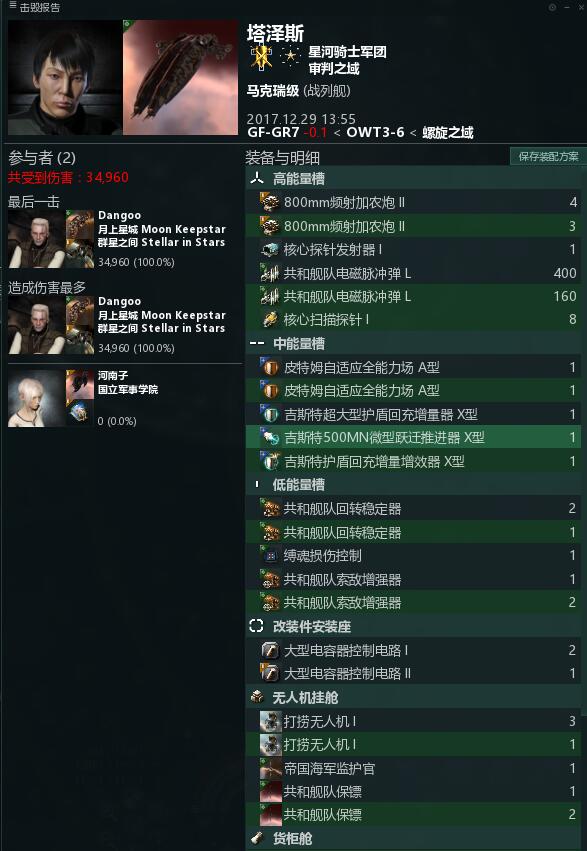 击毁报告
塔泽斯
星河骑士军团
审判之域
马克瑞级 (战列舰)
2017.12.29 13:55
GF-GR7 -0.1 < OWT3-6 < 螺旋之域
参与者 (2)
共受到伤害：34,960
最后一击
Dangoo
月上星城 Moon Keepstar
群星之间 Stellar in Stars
34,960 (100.0%)
造成伤害最多
Dangoo
月上星城 Moon Keepstar
群星之间 Stellar in Stars
34,960 (100.0%)
河南子
国立军事学院
0 (0.0%)
装备与明细
保存装配方案
高能量槽
800mm频射加农炮 II 4
800mm频射加农炮 II 3
核心探针发射器 I 1
共和舰队电磁脉冲弹 L 400
共和舰队电磁脉冲弹 L 160
核心扫描探针 I 8
中能量槽
皮特姆自适应全能力场 A型 1
皮特姆自适应全能力场 A型 1
吉斯特超大型护盾回充增量器 X型 1
吉斯特500MN微型跃迁推进器 X型 1
吉斯特护盾回充增量增效器 X型 1
低能量槽
共和舰队回转稳定器 2
共和舰队回转稳定器 1
缚魂损伤控制 1
共和舰队索敌增强器 1
共和舰队索敌增强器 2
改装件安装座
大型电容器控制电路 I 2
大型电容器控制电路 II 1
无人机挂舱
打捞无人机 I 3
打捞无人机 I 1
帝国海军监护官 1
共和舰队保镖 1
共和舰队保镖 2
货柜舱